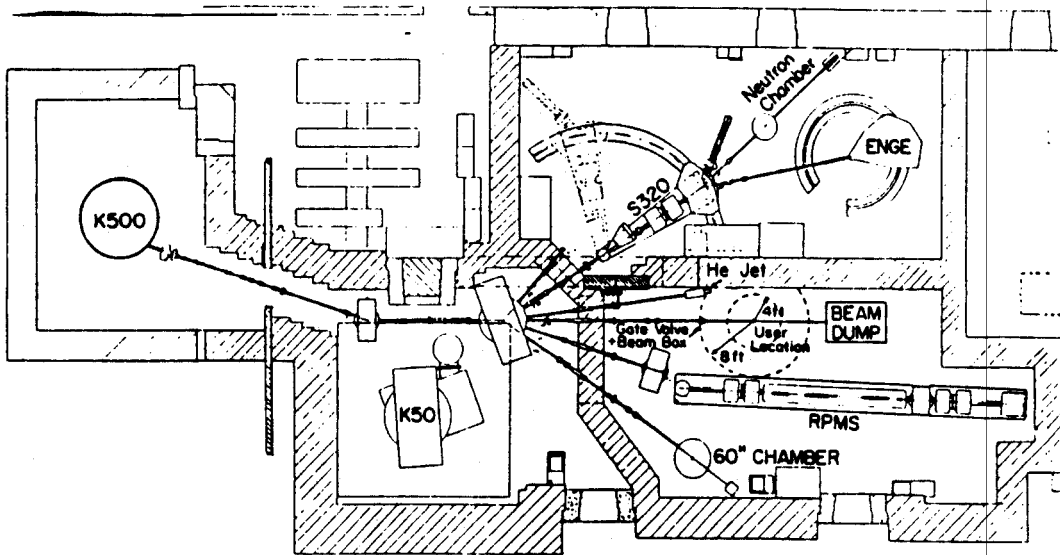 Neutron
Chamber
ENGE
S320
K500
He Jet
4ft
User
Location
8ft
BEAM
DUMP
Gate Valve
+Beam Box
K50
RPMS
60" CHAMBER